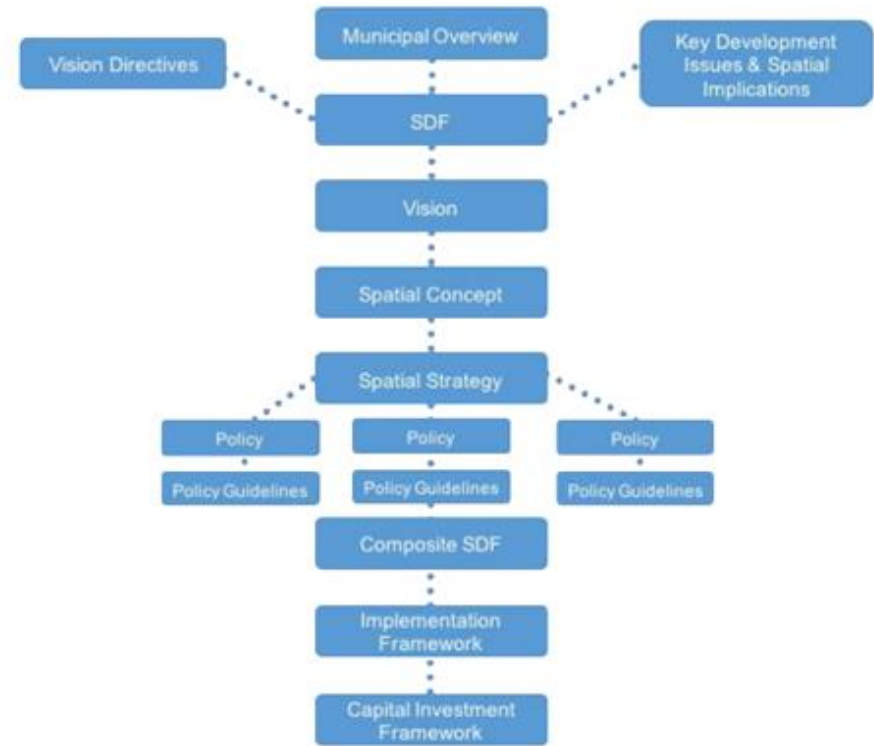 Municipal Overview
Vision Directives
Key Development
Issues & Spatial
Implications
SDF
Vision
Spatial Concept
Spatial Strategy
Policy
Policy
Policy
Policy Guidelines
Policy Guidelines
Policy Guidelines
Composite SDF
Implementation
Framework
Capital Investment
Framework